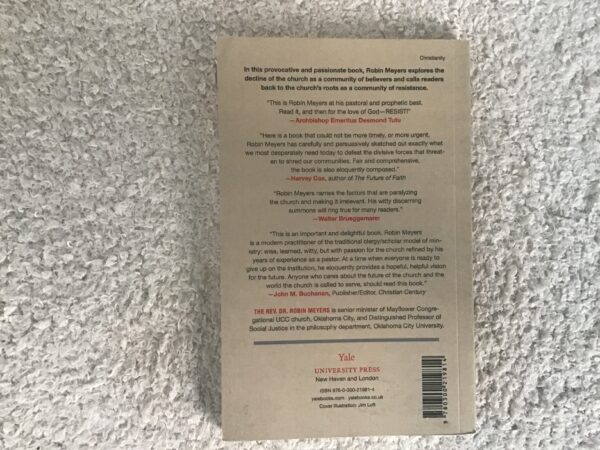 Christianity
In this provocative and passionate book, Robin Meyers explores the
decline of the church as a community of believers and calls readers
back to the church's roots as a community of resistance.
"This is Robin Meyers at his pastoral and prophetic best.
Read it, and then for the love of God—RESIST!"
—Archbishop Emeritus Desmond Tutu
"Here is a book that could not be more timely, or more urgent.
Robin Meyers has carefully and persuasively sketched out exactly what
we most desperately need today to defeat the divisive forces that threat-
en to shred our communities. Fair and comprehensive,
the book is also eloquently composed."
—Harvey Cox, author of The Future of Faith
"Robin Meyers names the factors that are paralyzing
the church and making it irrelevant. His witty discerning
summons will ring true for many readers."
—Walter Brueggemann
"This is an important and delightful book. Robin Meyers
is a modern practitioner of the traditional clergy/scholar model of min-
istry: wise, learned, witty, but with passion for the church refined by his
years of experience as a pastor. At a time when everyone is ready to
give up on the institution, he eloquently provides a hopeful, helpful vision
for the future. Anyone who cares about the future of the church and the
world the church is called to serve, should read this book."
—John M. Buchanan, Publisher/Editor, Christian Century
THE REV. DR. ROBIN MEYERS is senior minister of Mayflower Congre-
gational UCC church, Oklahoma City, and Distinguished Professor of
Social Justice in the philosophy department, Oklahoma City University.
Yale
UNIVERSITY PRESS
New Haven and London
ISBN 978-0-300-21981-4
yalebooks.com yalebooks.co.uk
Cover illustration: Jim Luft
9 780300 219814